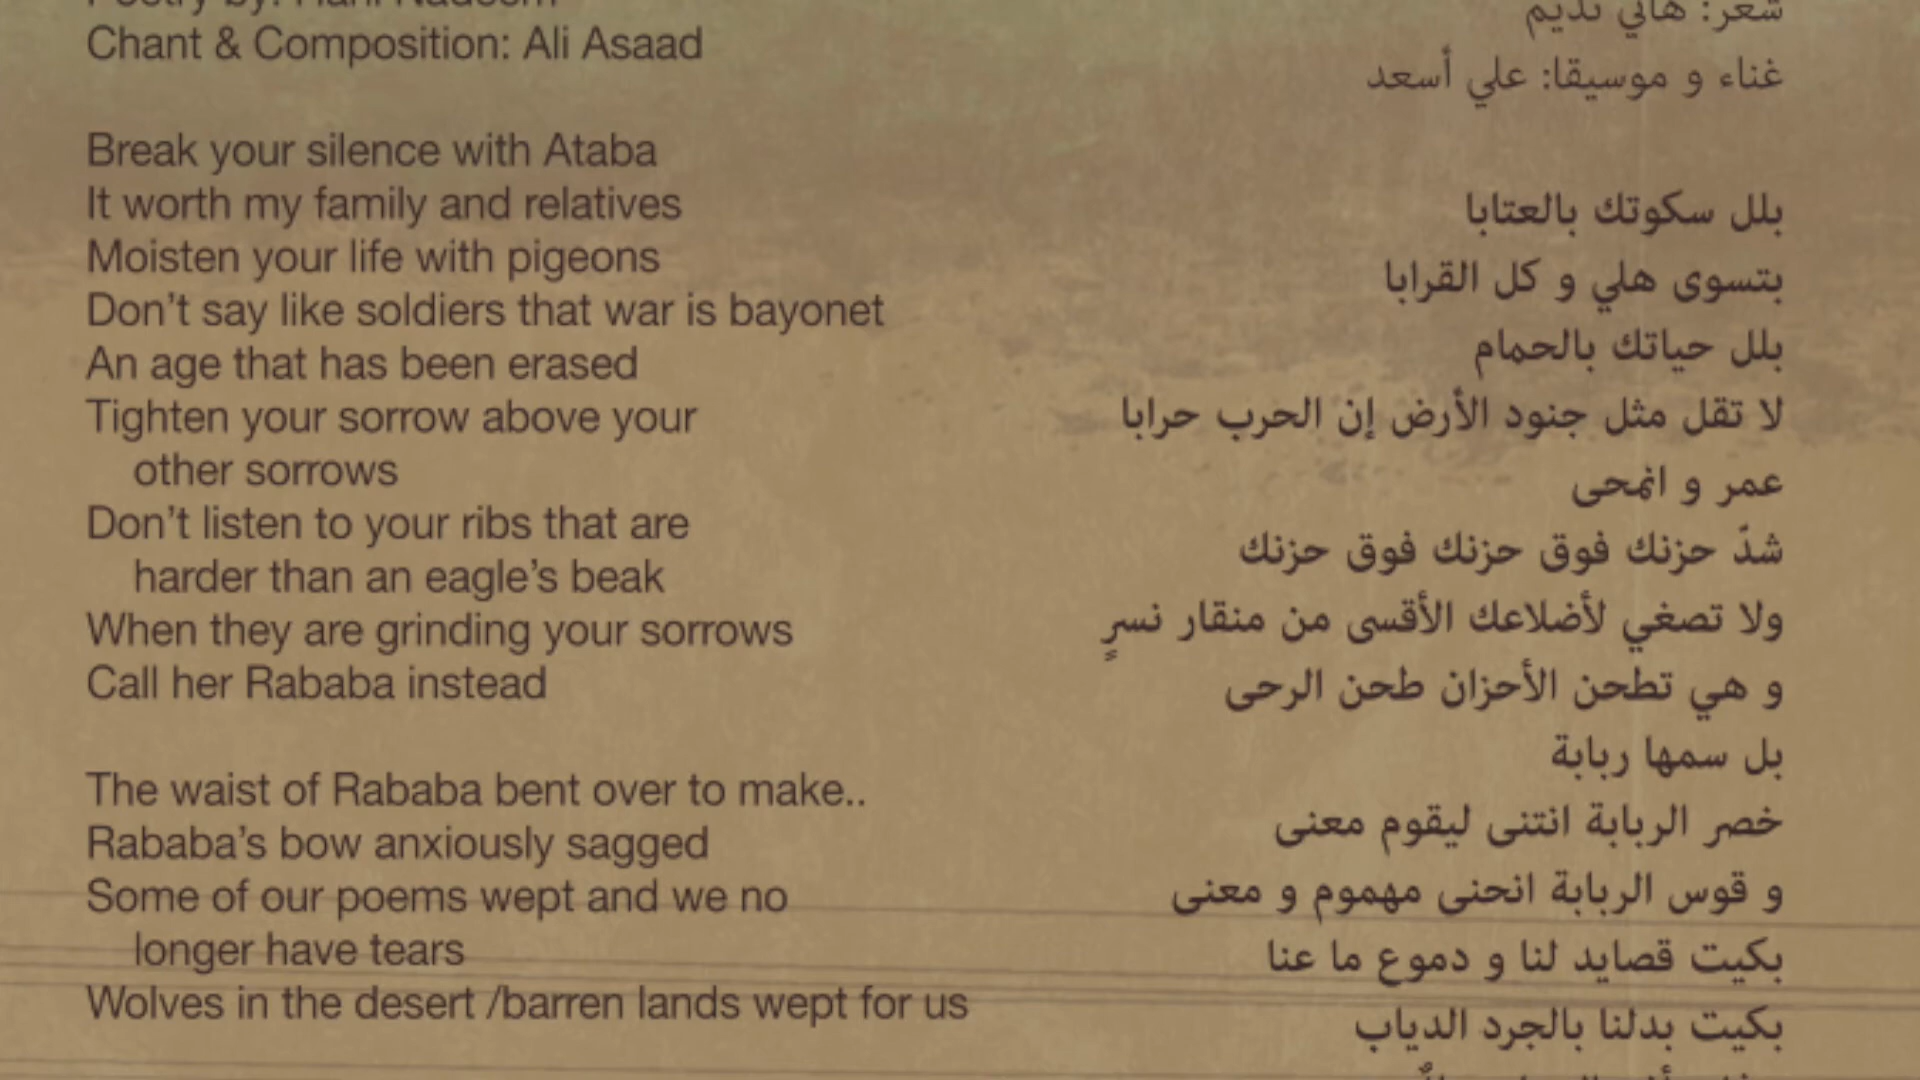 Poetry by: Hani Nadeem
Chant & Composition: Ali Asaad
Break your silence with Ataba
It worth my family and relatives
Moisten your life with pigeons
Don't say like soldiers that war is bayonet
An age that has been erased
Tighten your sorrow above your
other sorrows
Don't listen to your ribs that are
harder than an eagle's beak
When they are grinding your sorrows
Call her Rababa instead
The waist of Rababa bent over to make..
Rababa's bow anxiously sagged
Some of our poems wept and we no
longer have tears
Wolves in the desert /barren lands wept for us
شعر: هاني نديم
غناء و موسيقا: علي أسعد
بلل سكوتك بالعتابا
بتسوى هلي و كل القرابا
بلل حياتك بالحمام
لا تقل مثل جنود الأرض إن الحرب حرابا
عمر و انمحى
شدّ حزنك فوق حزنك فوق حزنك
ولا تصغي لأضلاعك الأقسى من منقار نسرٍ
و هي تطحن الأحزان طحن الرحى
بل سمها ربابة
خصر الربابة انتنى ليقوم معنى
و قوس الربابة انحنى مهموم و معنى
بكيت قصايد لنا و دموع ما عنا
بكيت بدلنا بالجرد الدياب